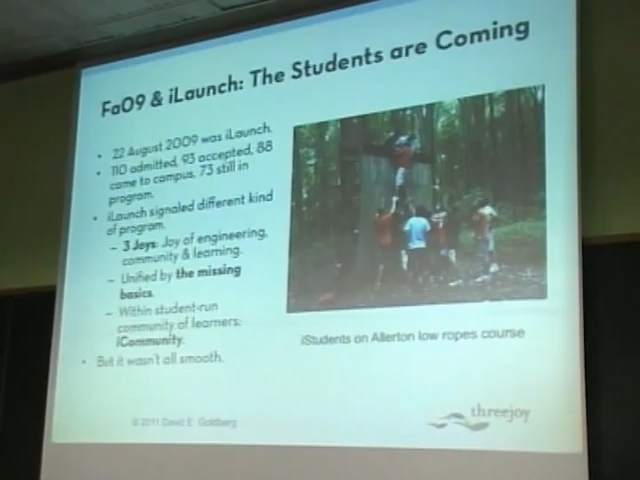 Fa09 & iLaunch: The Students are Coming
• 22 August 2009 was iLaunch.
• 110 admitted, 93 accepted, 88
came to campus, 73 still in
program.
• iLaunch signaled different kind
of program.
– 3 Joys: Joy of engineering,
community & learning.
– Unified by the missing
basics.
– Within student-run
community of learners:
iCommunity.
• But it wasn't all smooth.
iStudents on Allerton low ropes course
© 2011 David E. Goldberg
threejoy